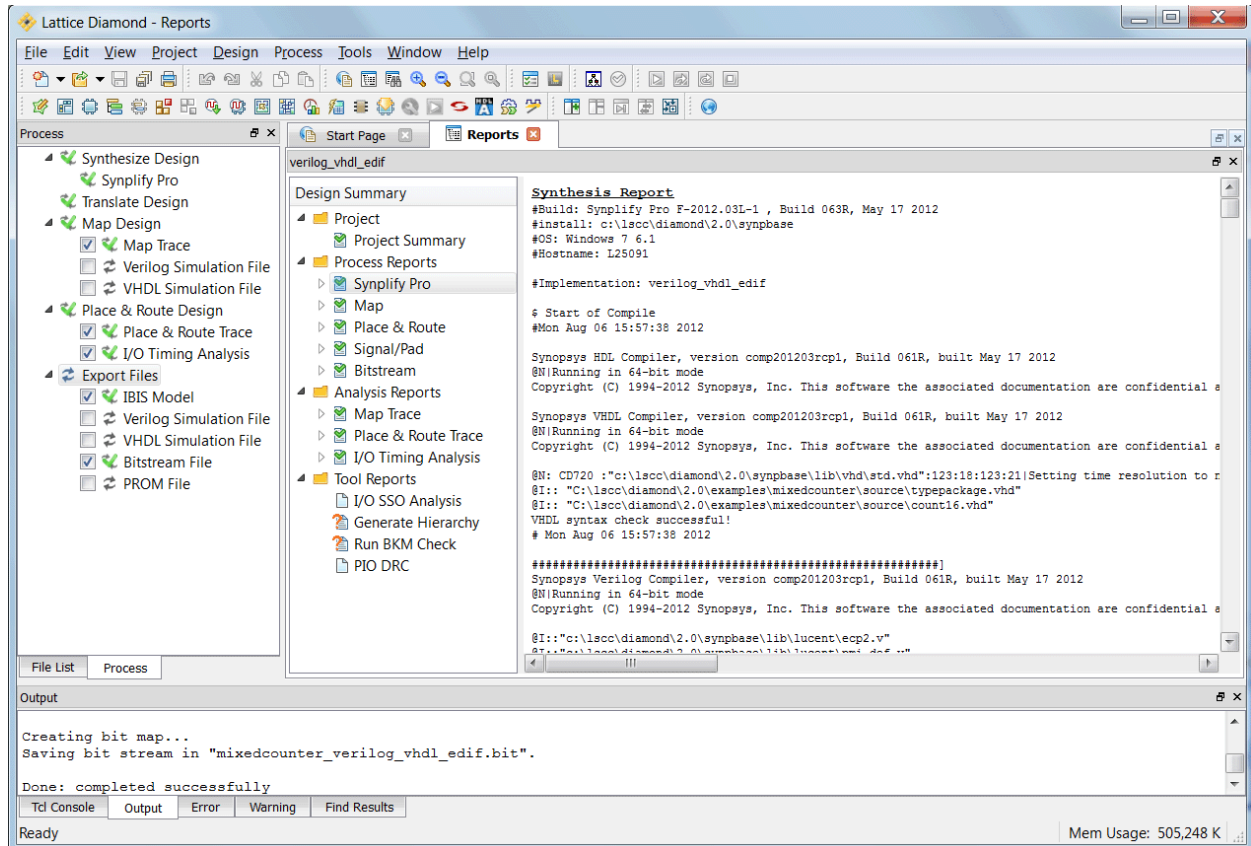 Lattice Diamond - Reports
File Edit View Project Design Process Tools Window Help
Process
Synthesize Design
Synplify Pro
Translate Design
Map Design
Map Trace
Verilog Simulation File
VHDL Simulation File
Place & Route Design
Place & Route Trace
I/O Timing Analysis
Export Files
IBIS Model
Verilog Simulation File
VHDL Simulation File
Bitstream File
PROM File
File List Process
Start Page Reports
verilog_vhdl_edif
Design Summary
Project
Project Summary
Process Reports
Synplify Pro
Map
Place & Route
Signal/Pad
Bitstream
Analysis Reports
Map Trace
Place & Route Trace
I/O Timing Analysis
Tool Reports
I/O SSO Analysis
Generate Hierarchy
Run BKM Check
PIO DRC
Synthesis Report
#Build: Synplify Pro F-2012.03L-1 , Build 063R, May 17 2012
#install: c:\lscc\diamond\2.0\synpbase
#OS: Windows 7 6.1
#Hostname: L25091
#Implementation: verilog_vhdl_edif
$ Start of Compile
#Mon Aug 06 15:57:38 2012
Synopsys HDL Compiler, version comp201203rcp1, Build 061R, built May 17 2012
@N|Running in 64-bit mode
Copyright (C) 1994-2012 Synopsys, Inc. This software the associated documentation are confidential a
Synopsys VHDL Compiler, version comp201203rcp1, Build 061R, built May 17 2012
@N|Running in 64-bit mode
Copyright (C) 1994-2012 Synopsys, Inc. This software the associated documentation are confidential a
@N: CD720 :"c:\lscc\diamond\2.0\synpbase\lib\vhd\std.vhd":123:18:123:21|Setting time resolution to
@I:: "C:\lscc\diamond\2.0\examples\mixedcounter\source\typepackage.vhd"
@I:: "C:\lscc\diamond\2.0\examples\mixedcounter\source\count16.vhd"
VHDL syntax check successful!
# Mon Aug 06 15:57:38 2012
###########################################################]
Synopsys Verilog Compiler, version comp201203rcp1, Build 061R, built May 17 2012
@N|Running in 64-bit mode
Copyright (C) 1994-2012 Synopsys, Inc. This software the associated documentation are confidential a
@I::"c:\lscc\diamond\2.0\synpbase\lib\lucent\ecp2.v"
@I::"c:\lscc\diamond\2.0\synpbase\lib\lucent\pmi_def.v"
Output
Creating bit map...
Saving bit stream in "mixedcounter_verilog_vhdl_edif.bit".
Done: completed successfully
Tcl Console Output Error Warning Find Results
Ready Mem Usage: 505,248 K